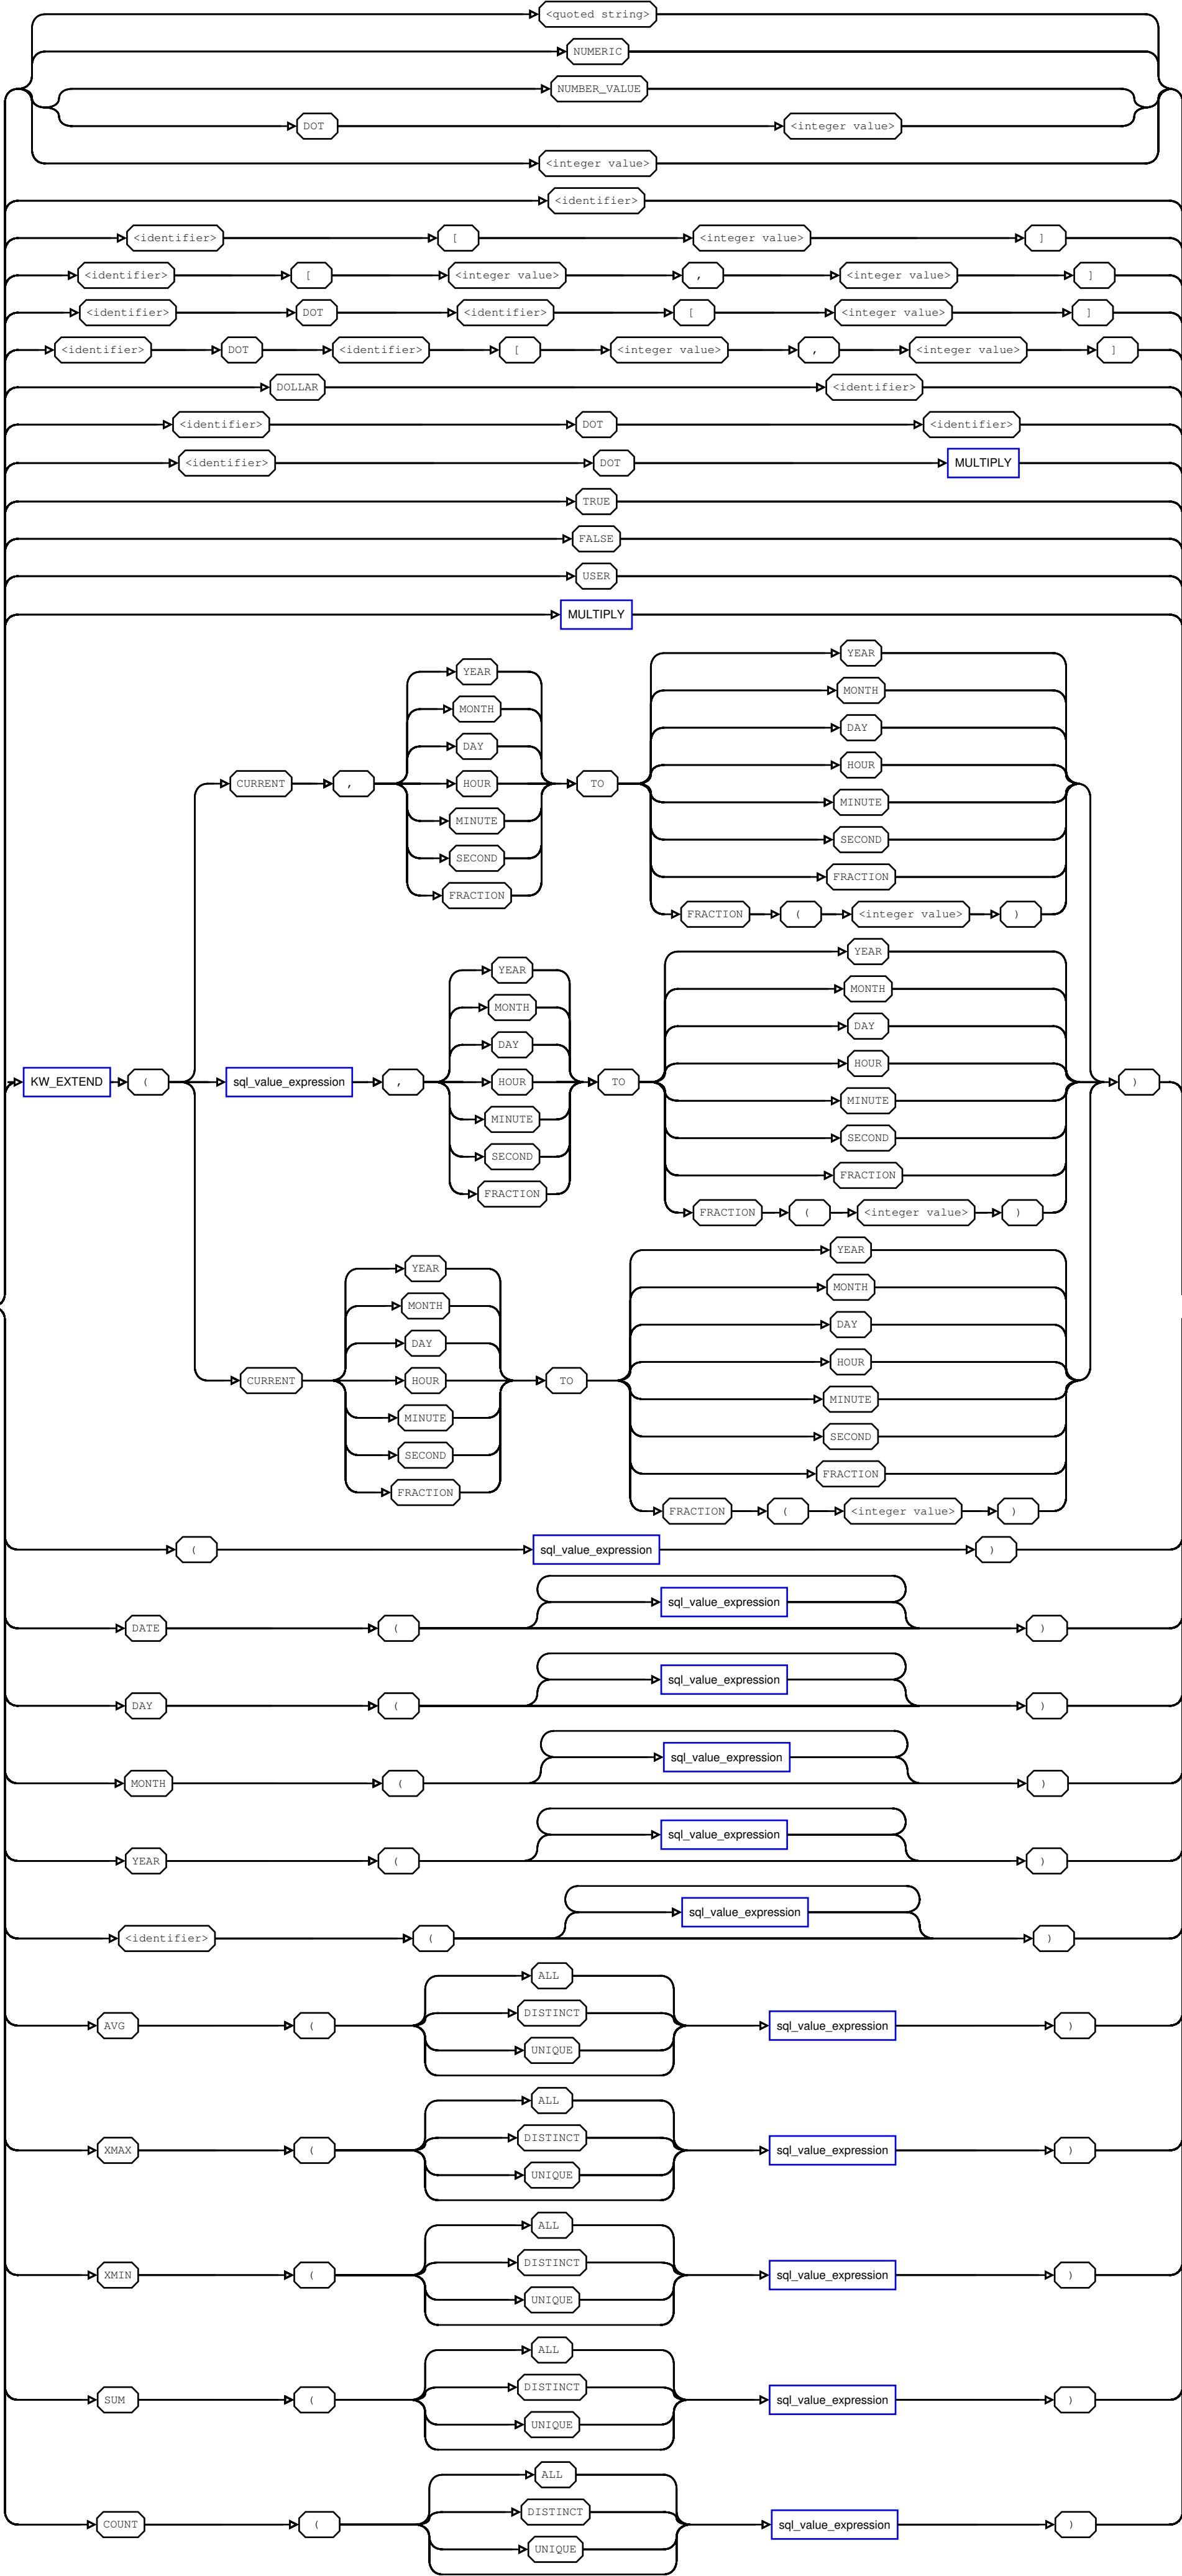 <quoted string>
NUMERIC
NUMBER_VALUE
DOT <integer value>
<integer value>
<identifier>
<identifier> [ <integer value> ]
<identifier> [ <integer value> , <integer value> ]
<identifier> DOT <identifier> [ <integer value> ]
<identifier> DOT <identifier> [ <integer value> , <integer value> ]
DOLLAR <identifier>
<identifier> DOT <identifier>
<identifier> DOT MULTIPLY
TRUE
FALSE
USER
MULTIPLY
YEAR
YEAR
MONTH
MONTH
DAY
DAY
HOUR
CURRENT , HOUR TO
MINUTE
MINUTE
SECOND
SECOND
FRACTION
FRACTION
FRACTION ( <integer value> )
YEAR
YEAR
MONTH
MONTH
DAY
DAY
HOUR
KW_EXTEND ( sql_value_expression , HOUR TO )
MINUTE
MINUTE
SECOND
SECOND
FRACTION
FRACTION
FRACTION ( <integer value> )
YEAR
YEAR
MONTH
MONTH
DAY
DAY
HOUR
CURRENT HOUR TO
MINUTE
MINUTE
SECOND
SECOND
FRACTION
FRACTION
FRACTION ( <integer value> )
( sql_value_expression )
sql_value_expression
DATE ( )
sql_value_expression
DAY ( )
sql_value_expression
MONTH ( )
sql_value_expression
YEAR ( )
sql_value_expression
<identifier> ( )
ALL
DISTINCT
AVG ( sql_value_expression )
UNIQUE
ALL
DISTINCT
XMAX ( sql_value_expression )
UNIQUE
ALL
DISTINCT
XMIN ( sql_value_expression )
UNIQUE
ALL
DISTINCT
SUM ( sql_value_expression )
UNIQUE
ALL
DISTINCT
COUNT ( sql_value_expression )
UNIQUE